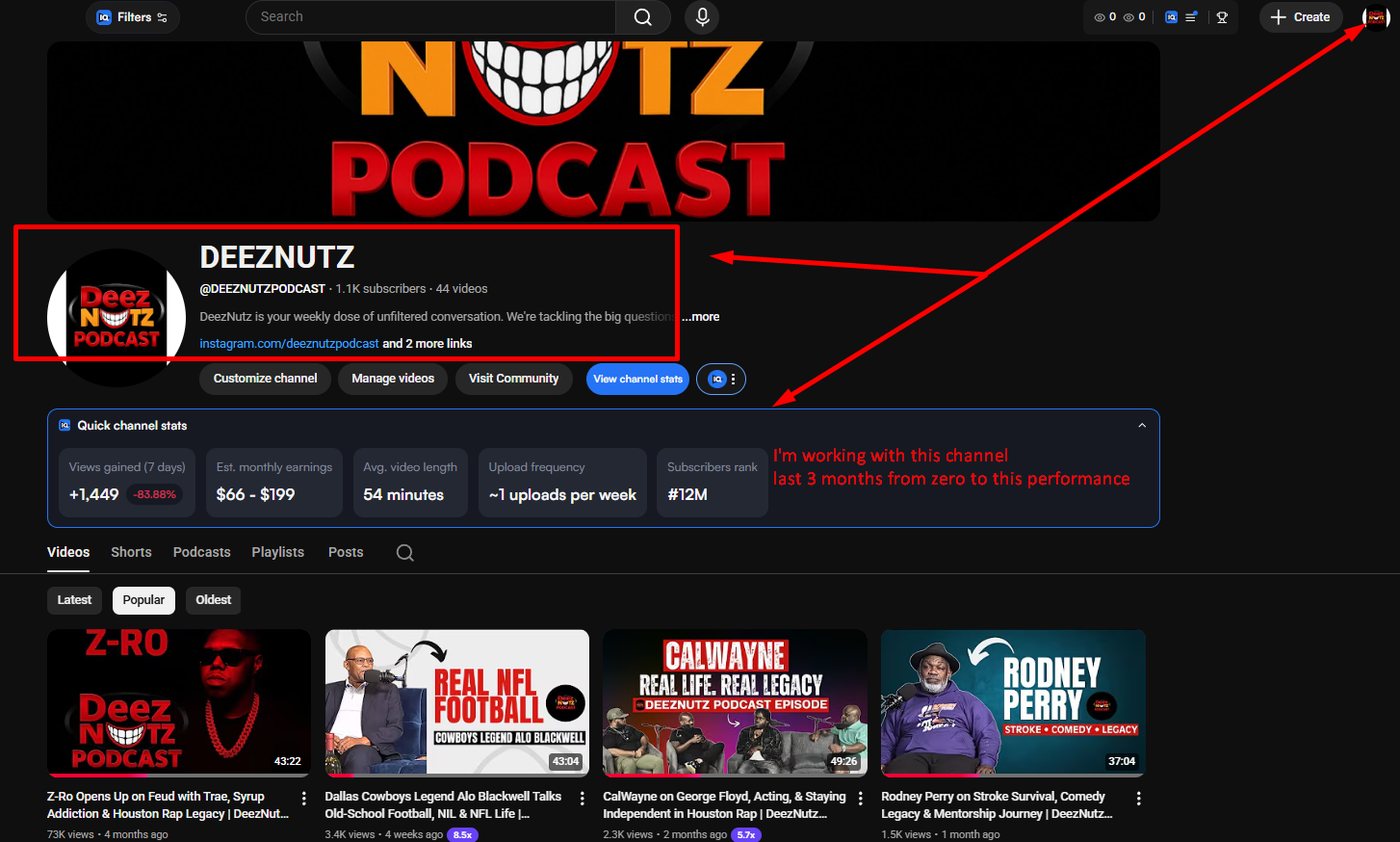 Filters
Search
0 0
Create
NUTZ
PODCAST
DEEZNUTZ
Deez
NUTZ
PODCAST
@DEEZNUTZPODCAST · 1.1K subscribers · 44 videos
DeezNutz is your weekly dose of unfiltered conversation. We're tackling the big questions ...more
instagram.com/deeznutzpodcast and 2 more links
Customize channel
Manage videos
Visit Community
View channel stats
Quick channel stats
Views gained (7 days)
+1,449 -83.88%
Est. monthly earnings
$66 - $199
Avg. video length
54 minutes
Upload frequency
~1 uploads per week
Subscribers rank
#12M
I'm working with this channel
last 3 months from zero to this performance
Videos Shorts Podcasts Playlists Posts
Latest Popular Oldest
Z-RO
Deez
NUTZ
PODCAST
43:22
Z-Ro Opens Up on Feud with Trae, Syrup
Addiction & Houston Rap Legacy | DeezNut...
73K views • 4 months ago
REAL NFL
FOOTBALL
COWBOYS LEGEND ALO BLACKWELL
43:04
Dallas Cowboys Legend Alo Blackwell Talks
Old-School Football, NIL & NFL Life |...
3.4K views • 4 weeks ago 8.5x
CALWAYNE
REAL LIFE. REAL LEGACY
DEEZNUTZ PODCAST EPISODE
49:26
CalWayne on George Floyd, Acting, & Staying
Independent in Houston Rap | DeezNutz...
2.3K views • 2 months ago 5.7x
RODNEY
PERRY
STROKE • COMEDY • LEGACY
37:04
Rodney Perry on Stroke Survival, Comedy
Legacy & Mentorship Journey | DeezNutz...
1.5K views • 1 month ago